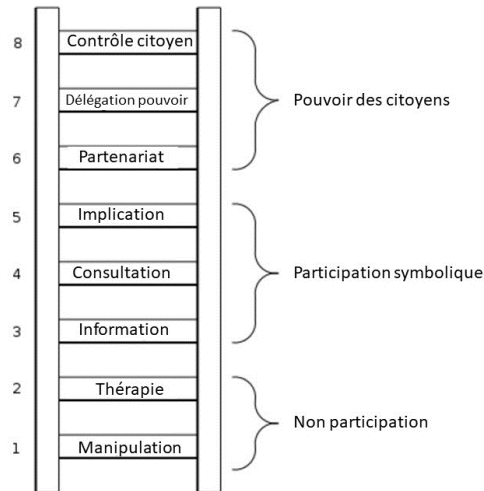 8 Contrôle citoyen
7 Délégation pouvoir
Pouvoir des citoyens
6 Partenariat
5 Implication
4 Consultation
Participation symbolique
3 Information
2 Thérapie
Non participation
1 Manipulation